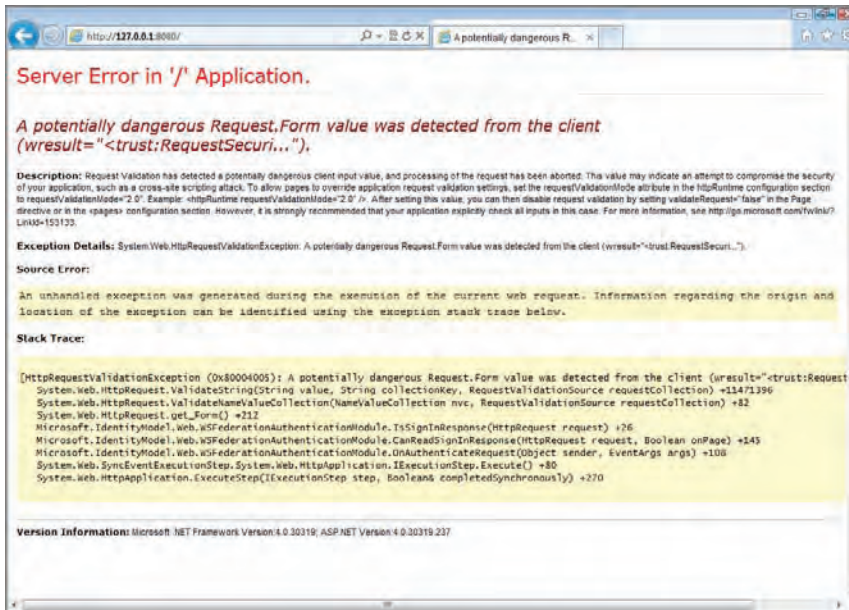 http://127.0.0.1:8080/
A potentially dangerous R...
Server Error in '/' Application.
A potentially dangerous Request.Form value was detected from the client
(wresult="<trust:RequestSecuri...").
Description: Request Validation has detected a potentially dangerous client input value, and processing of the request has been aborted. This value may indicate an attempt to compromise the security
of your application, such as a cross-site scripting attack. To allow pages to override application request validation settings, set the requestValidationMode attribute in the httpRuntime configuration section
to requestValidationMode="2.0". Example: <httpRuntime requestValidationMode="2.0" />. After setting this value, you can then disable request validation by setting validateRequest="false" in the Page
directive or in the <pages> configuration section. However, it is strongly recommended that your application explicitly check all inputs in this case. For more information, see http://go.microsoft.com/fwlink/?
LinkId=153133.
Exception Details: System.Web.HttpRequestValidationException: A potentially dangerous Request.Form value was detected from the client (wresult="<trust:RequestSecuri...").
Source Error:
An unhandled exception was generated during the execution of the current web request. Information regarding the origin and
location of the exception can be identified using the exception stack trace below.
Stack Trace:
[HttpRequestValidationException (0x80004005): A potentially dangerous Request.Form value was detected from the client (wresult="<trust:Request
System.Web.HttpRequest.ValidateString(String value, String collectionKey, RequestValidationSource requestCollection) +11471396
System.Web.HttpRequest.ValidateNameValueCollection(NameValueCollection nvc, RequestValidationSource requestCollection) +82
System.Web.HttpRequest.get_Form() +212
Microsoft.IdentityModel.Web.WSFederationAuthenticationModule.IsSignInResponse(HttpRequest request) +26
Microsoft.IdentityModel.Web.WSFederationAuthenticationModule.CanReadSignInResponse(HttpRequest request, Boolean onPage) +145
Microsoft.IdentityModel.Web.WSFederationAuthenticationModule.OnAuthenticateRequest(Object sender, EventArgs args) +108
System.Web.SyncEventExecutionStep.System.Web.HttpApplication.IExecutionStep.Execute() +80
System.Web.HttpApplication.ExecuteStep(IExecutionStep step, Boolean& completedSynchronously) +270
Version Information: Microsoft .NET Framework Version:4.0.30319; ASP.NET Version:4.0.30319.237